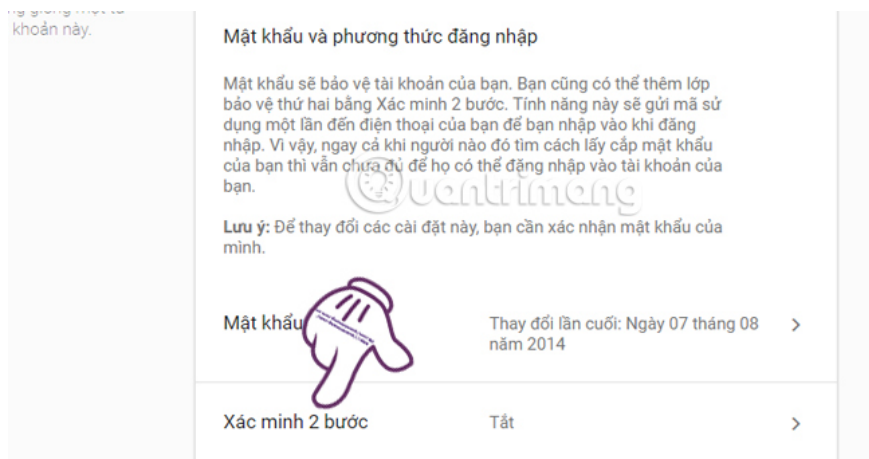 khoản này.
Mật khẩu và phương thức đăng nhập
Mật khẩu sẽ bảo vệ tài khoản của bạn. Bạn cũng có thể thêm lớp
bảo vệ thứ hai bằng Xác minh 2 bước. Tính năng này sẽ gửi mã sử
dụng một lần đến điện thoại của bạn để bạn nhập vào khi đăng
nhập. Vì vậy, ngay cả khi người nào đó tìm cách lấy cắp mật khẩu
của bạn thì vẫn chưa đủ để họ có thể đăng nhập vào tài khoản của
bạn.
Quantrimang
Lưu ý: Để thay đổi các cài đặt này, bạn cần xác nhận mật khẩu của
mình.
Mật khẩu
Thay đổi lần cuối: Ngày 07 tháng 08
năm 2014
Xác minh 2 bước
Tắt